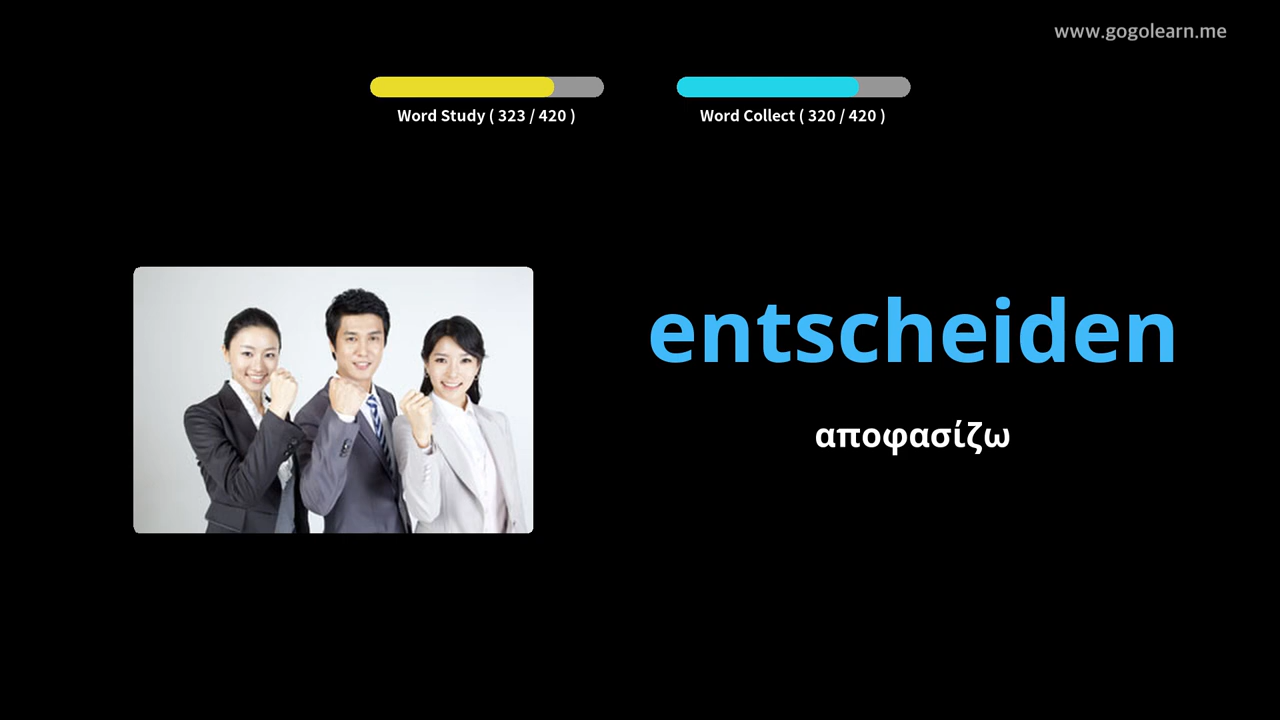 www.gogolearn.me
Word Study ( 323 / 420 )
Word Collect ( 320 / 420 )
entscheiden
αποφασίζω